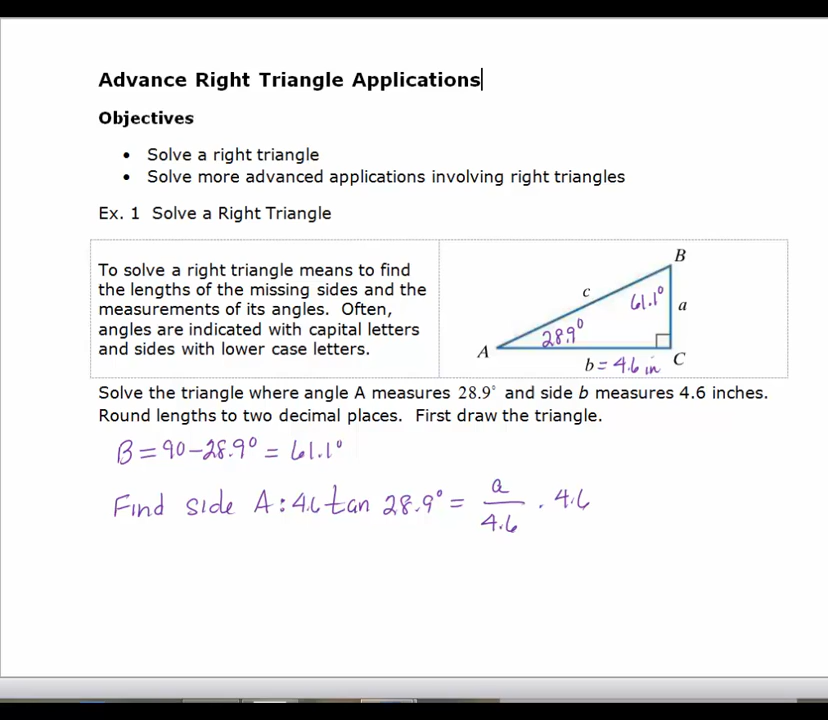 Advance Right Triangle Applications
Objectives
• Solve a right triangle
• Solve more advanced applications involving right triangles
Ex. 1 Solve a Right Triangle
To solve a right triangle means to find
the lengths of the missing sides and the
measurements of its angles. Often,
angles are indicated with capital letters
and sides with lower case letters.
B
c
61.1°
a
28.9°
A
b = 4.6 in
C
Solve the triangle where angle A measures 28.9° and side b measures 4.6 inches.
Round lengths to two decimal places. First draw the triangle.
B = 90 - 28.9° = 61.1°
Find side A: 4.6 tan 28.9° = a/4.6 · 4.6